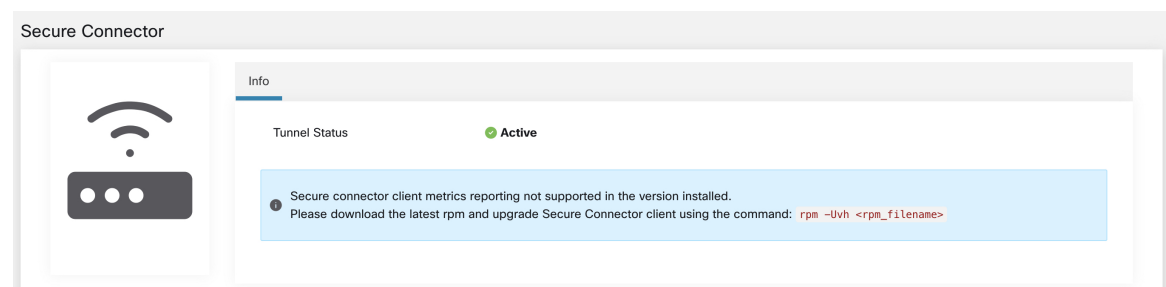 Secure Connector
Info
Tunnel Status
Active
Secure connector client metrics reporting not supported in the version installed.
Please download the latest rpm and upgrade Secure Connector client using the command: rpm -Uvh <rpm_filename>